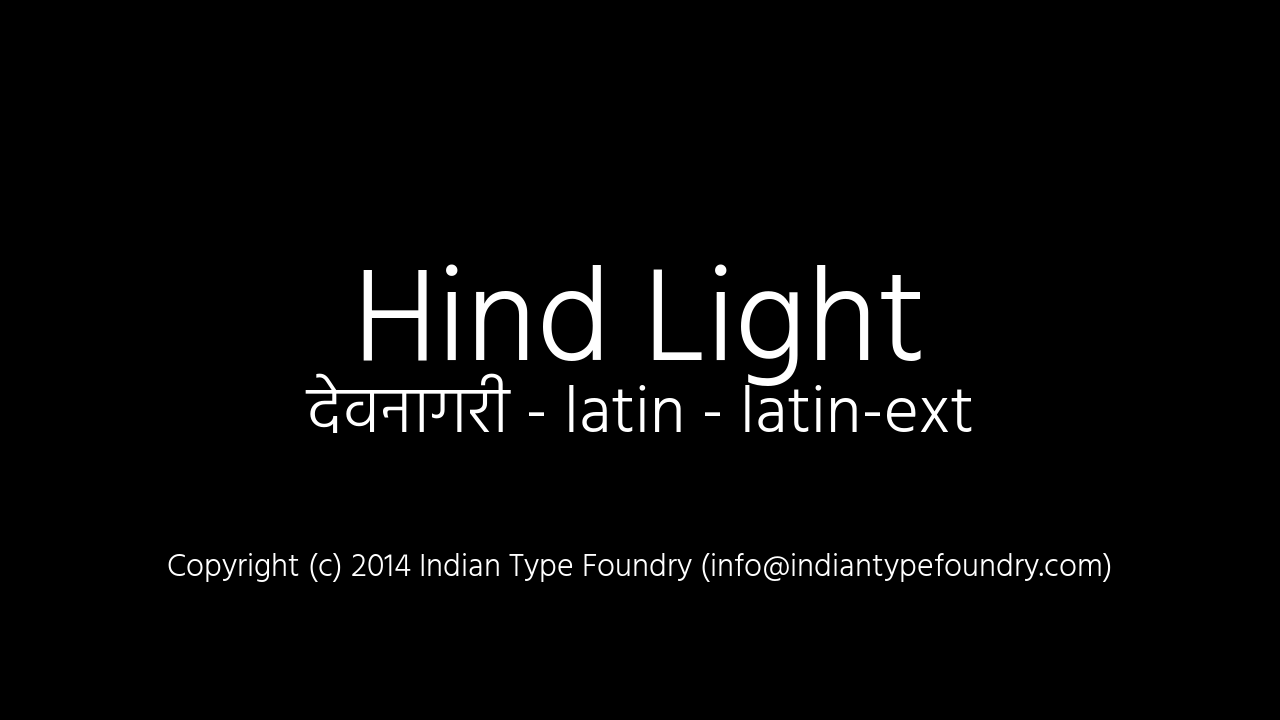 Hind Light
देवनागरी - latin - latin-ext
Copyright (c) 2014 Indian Type Foundry (info@indiantypefoundry.com)